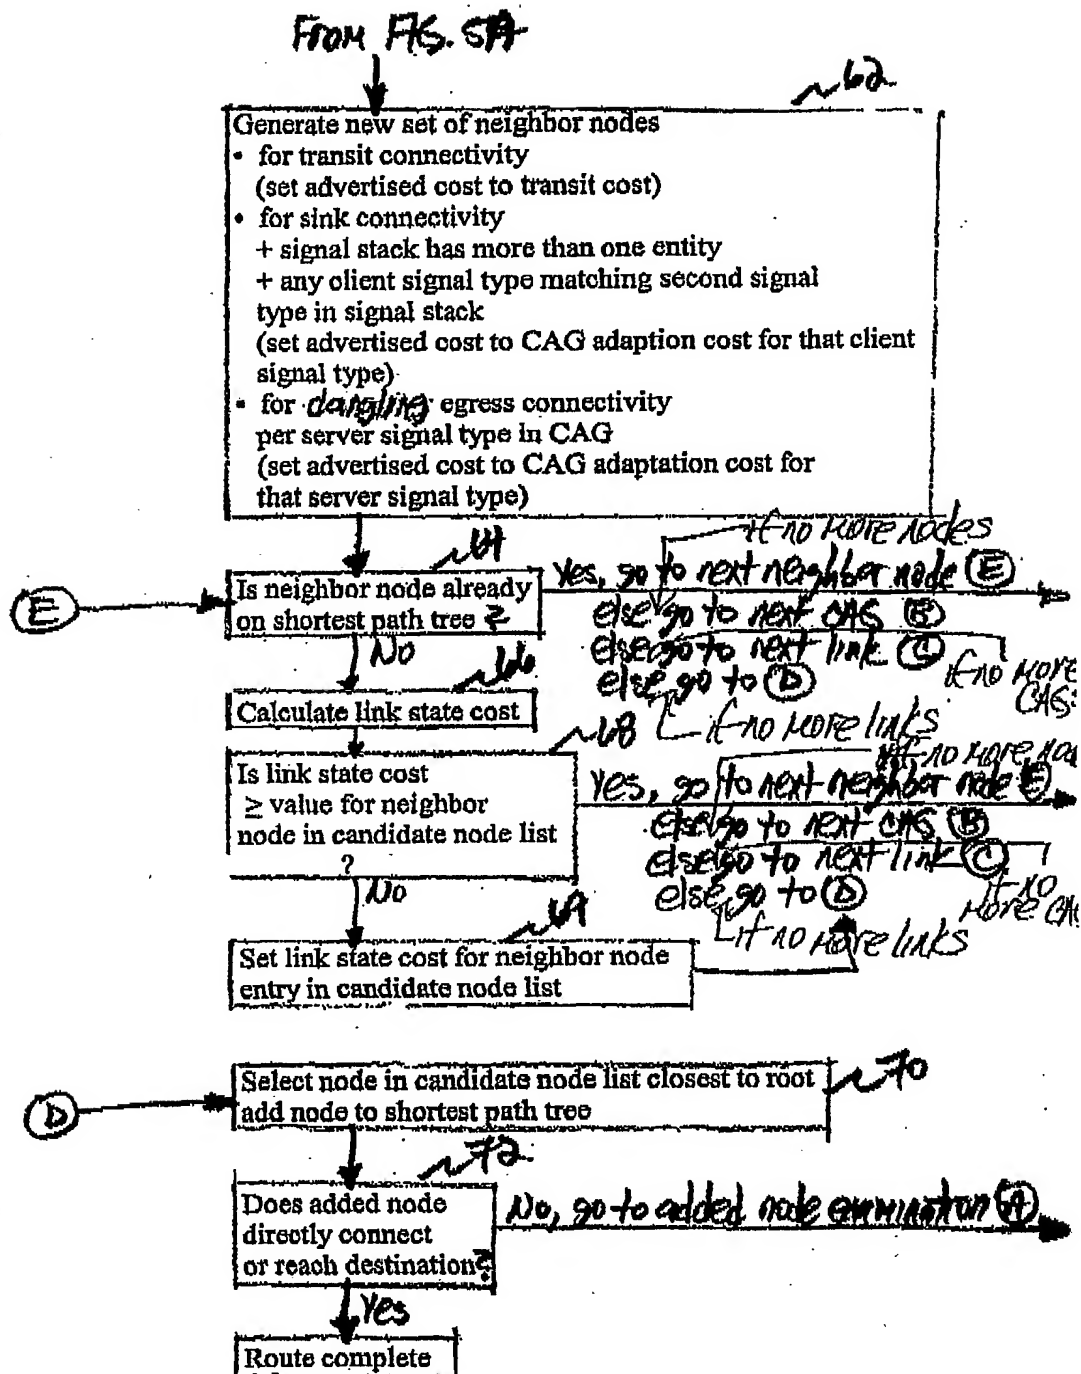 FROM FIG. 5A
62
Generate new set of neighbor nodes
• for transit connectivity
(set advertised cost to transit cost)
• for sink connectivity
+ signal stack has more than one entity
+ any client signal type matching second signal
type in signal stack
(set advertised cost to CAG adaption cost for that client
signal type)
• for dangling egress connectivity
per server signal type in CAG
(set advertised cost to CAG adaptation cost for
that server signal type)
if no more nodes
64
E
Is neighbor node already
on shortest path tree ?
Yes, go to next neighbor node (E)
else go to next CAG (B)
else go to next link (C)
else go to (D)
if no more
CAGs
if no more links
No
66
Calculate link state cost
68
Is link state cost
≥ value for neighbor
node in candidate node list
?
if no more nod
Yes, go to next neighbor node (E)
else go to next CAG (B)
else go to next link (C)
else go to (D)
if no
more CAG
if no more links
No
69
Set link state cost for neighbor node
entry in candidate node list
D
Select node in candidate node list closest to root
add node to shortest path tree
70
72
Does added node
directly connect
or reach destination?
No, go to added node examination (A)
Yes
Route complete